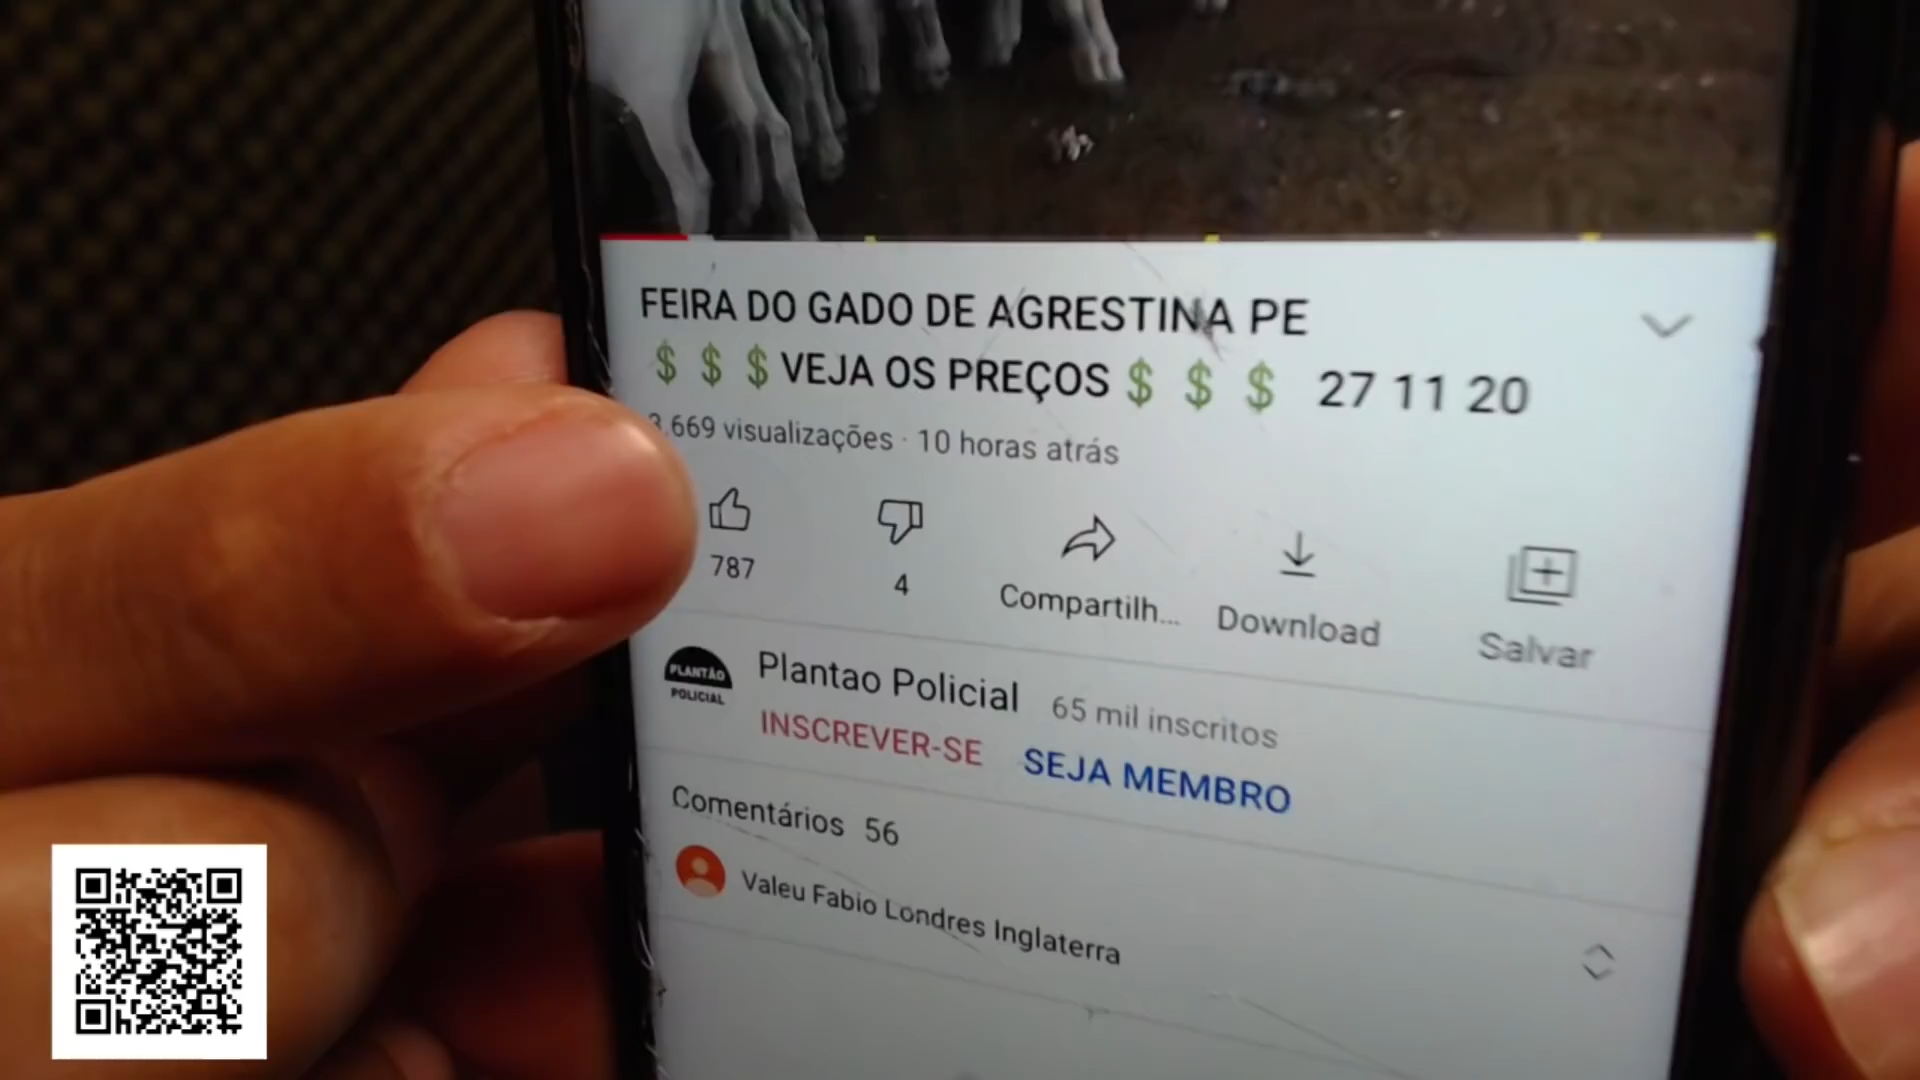 FEIRA DO GADO DE AGRESTINA PE
$ $ $ VEJA OS PREÇOS $ $ $ 27 11 20
3.669 visualizações · 10 horas atrás
787
4
Compartilh...
Download
Salvar
PLANTÃO
POLICIAL
Plantao Policial 65 mil inscritos
INSCREVER-SE SEJA MEMBRO
Comentários 56
Valeu Fabio Londres Inglaterra